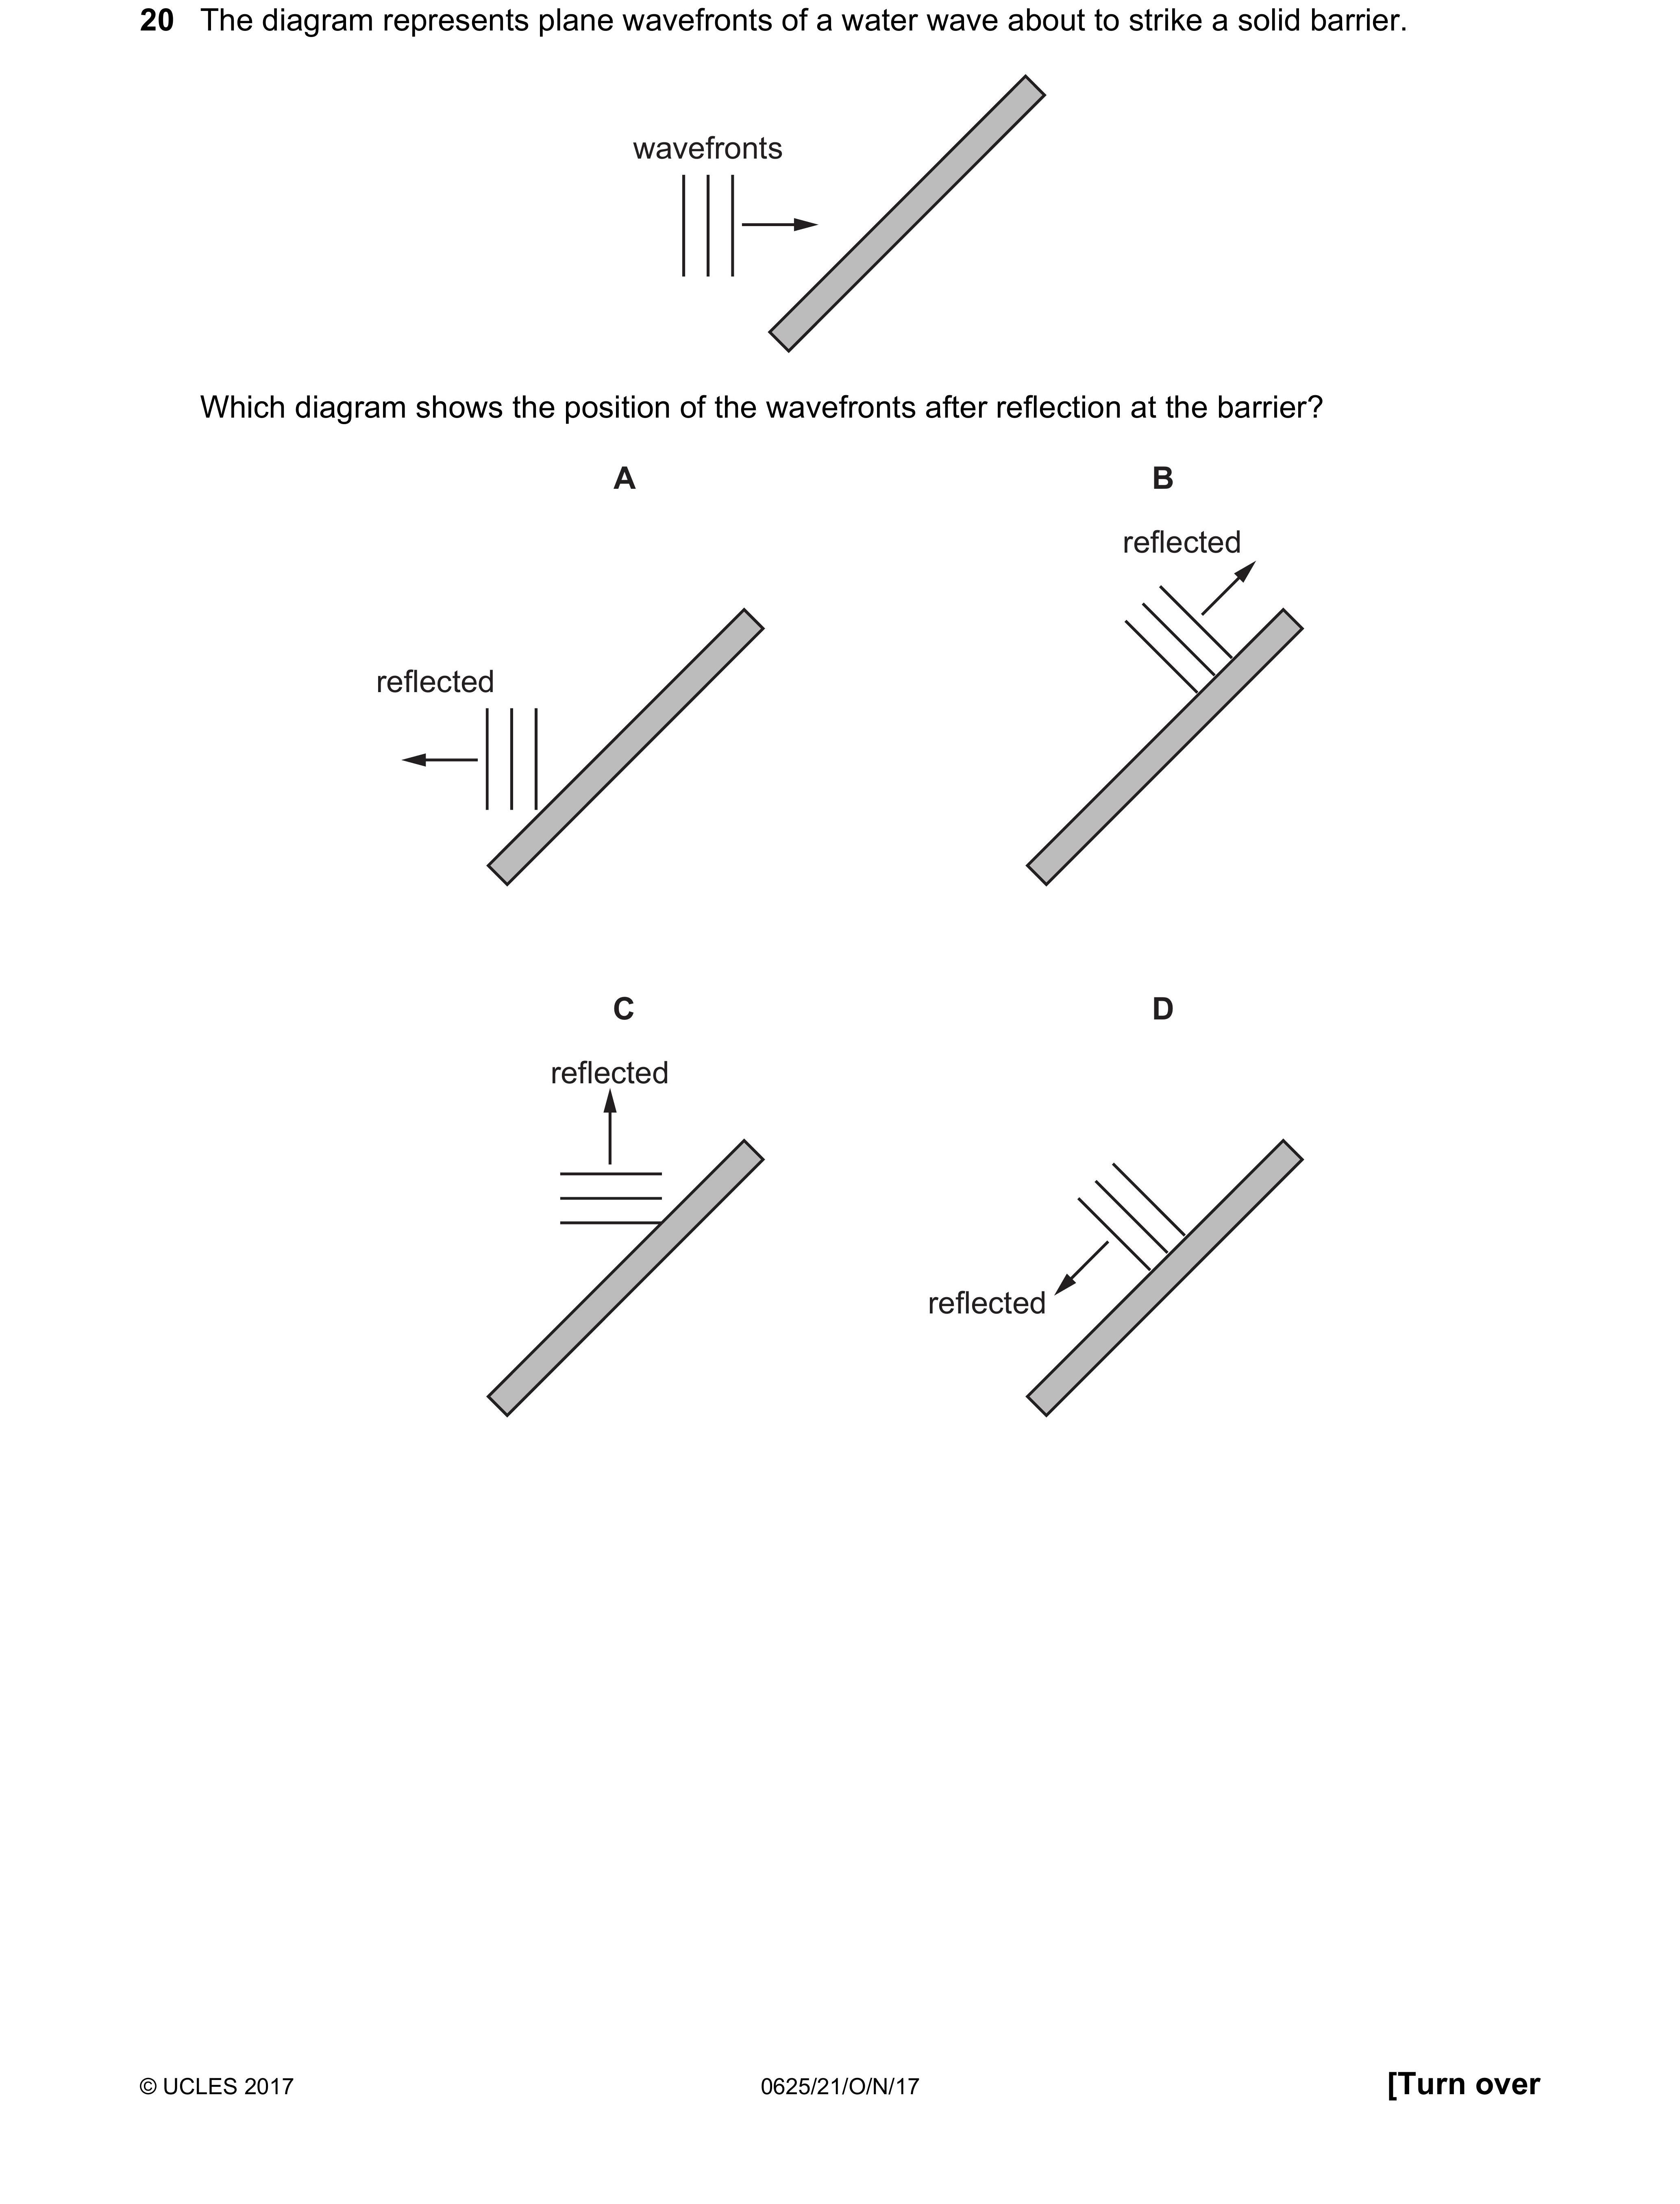 20 The diagram represents plane wavefronts of a water wave about to strike a solid barrier.
wavefronts
Which diagram shows the position of the wavefronts after reflection at the barrier?
A
B
reflected
reflected
C
D
reflected
reflected
© UCLES 2017
0625/21/O/N/17
[Turn over